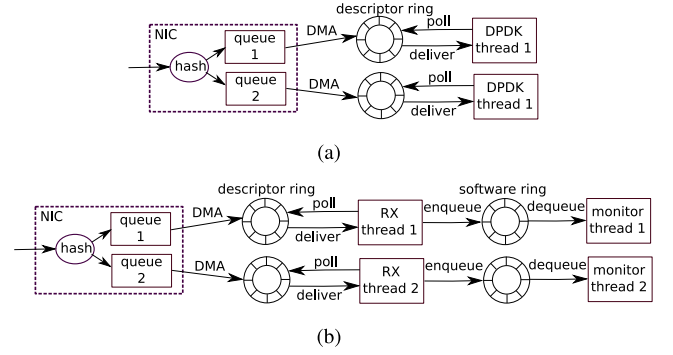 descriptor ring
NIC
queue
1
DMA
poll
deliver
DPDK
thread 1
hash
queue
2
DMA
poll
deliver
DPDK
thread 1
(a)
descriptor ring
software ring
NIC
queue
1
DMA
poll
deliver
RX
thread 1
enqueue
dequeue
monitor
thread 1
hash
queue
2
DMA
poll
deliver
RX
thread 2
enqueue
dequeue
monitor
thread 2
(b)